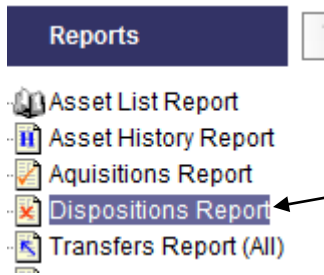 Reports
Asset List Report
Asset History Report
Aquisitions Report
Dispositions Report
Transfers Report (All)